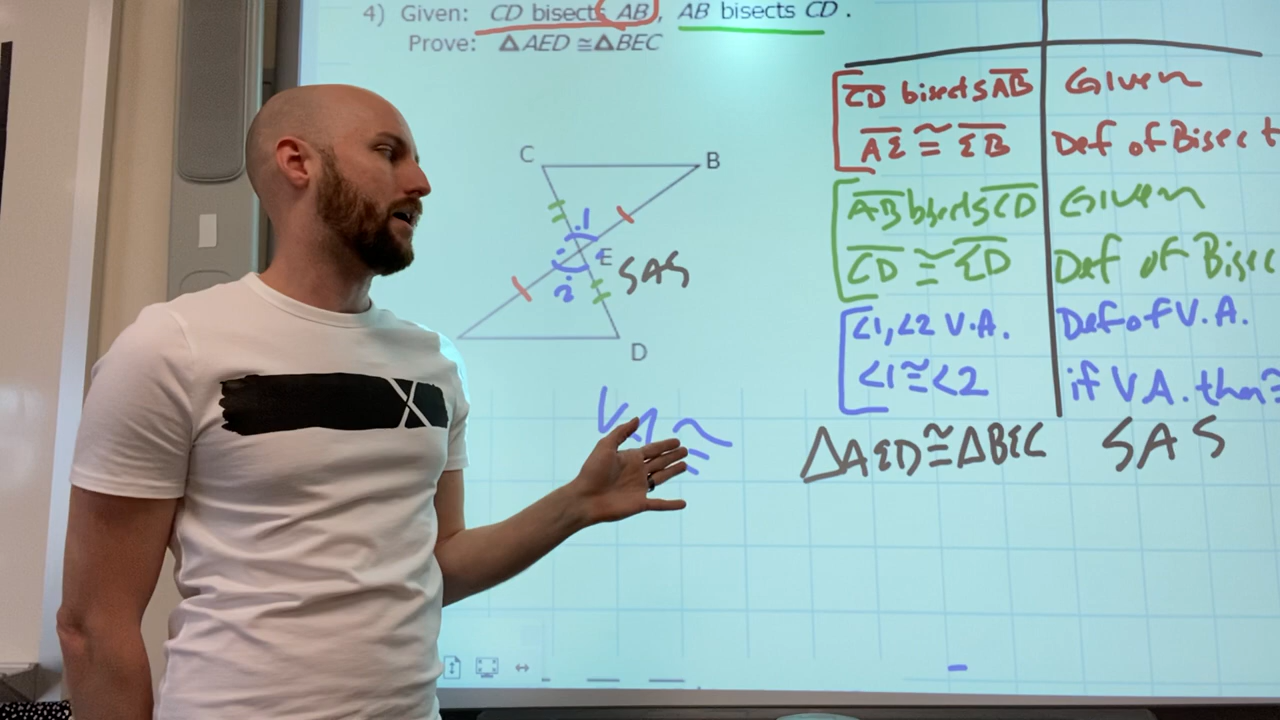 4) Given: CD bisects AB, AB bisects CD.
Prove: △AED ≅ △BEC
C
B
1
E
SAS
2
D
V.A ≅
CD bisects AB Given
AE ≅ EB Def of Bisect
AB bisects CD Given
CD ≅ ED Def of Bisec
<1, <2 V.A. Def of V.A.
<1 ≅ <2 if V.A. then ≅
△AED ≅ △BEC SAS